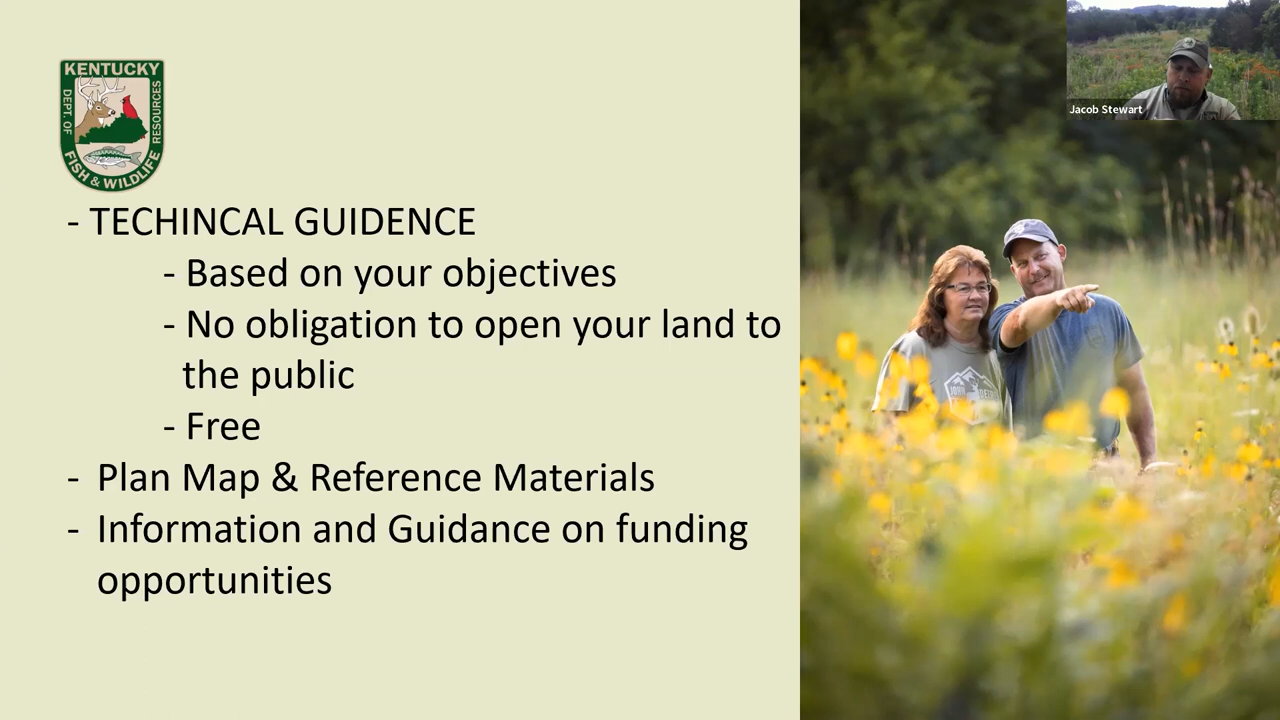 KENTUCKY
DEPT. OF
RESOURCES
FISH & WILDLIFE
- TECHINCAL GUIDENCE
- Based on your objectives
- No obligation to open your land to
the public
- Free
- Plan Map & Reference Materials
- Information and Guidance on funding
opportunities
Jacob Stewart
JOHN